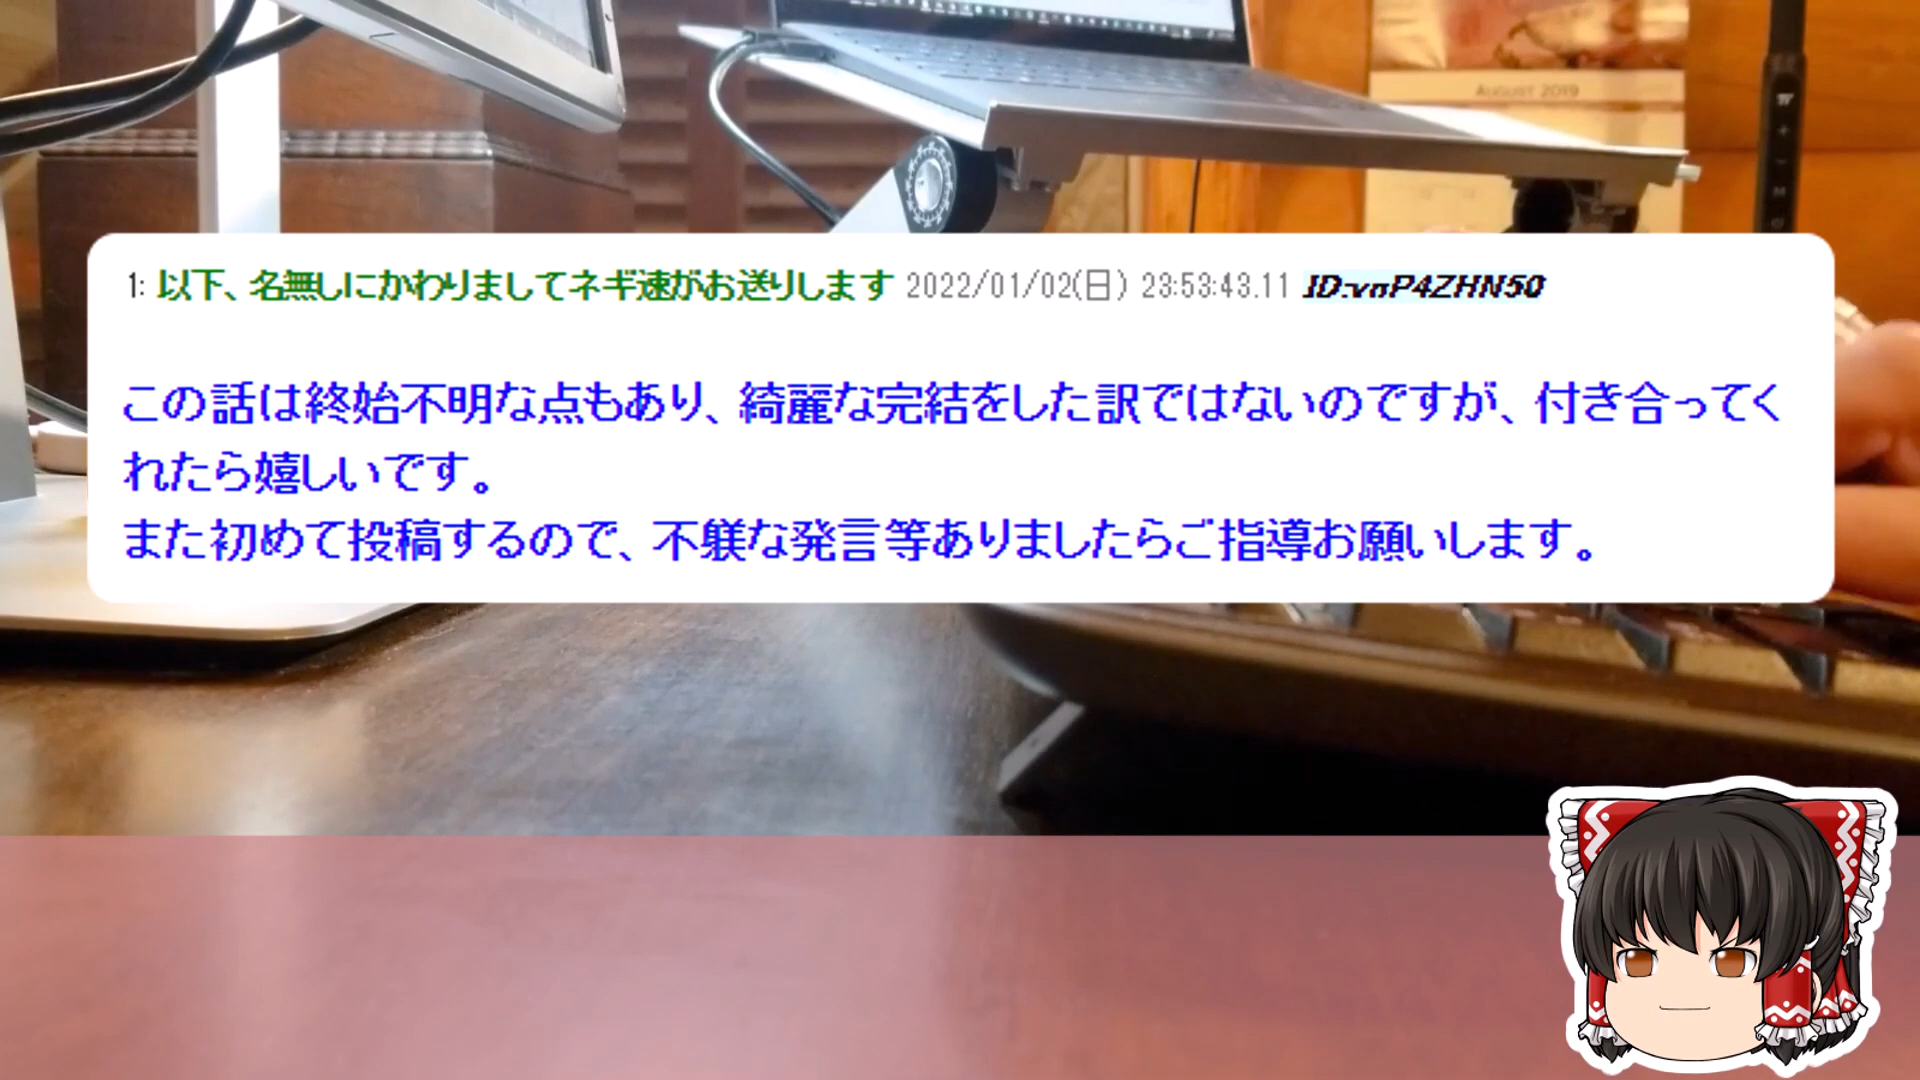 AUGUST 2019
1: 以下、名無しにかわりましてネギ速がお送りします 2022/01/02(日) 23:53:43.11 ID:vnP4ZHN50
この話は終始不明な点もあり、綺麗な完結をした訳ではないのですが、付き合ってく
れたら嬉しいです。
また初めて投稿するので、不躾な発言等ありましたらご指導お願いします。